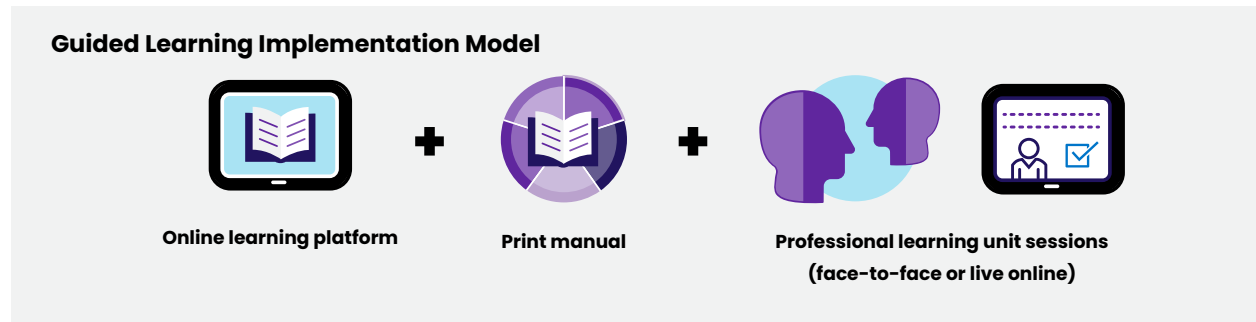 Guided Learning Implementation Model
Online learning platform
Print manual
Professional learning unit sessions
(face-to-face or live online)